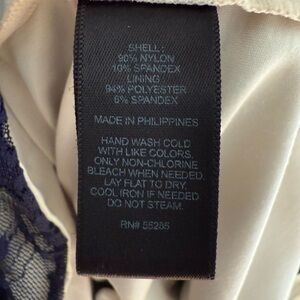 SHELL:
90% NYLON
10% SPANDEX
LINING
94% POLYESTER
6% SPANDEX
MADE IN PHILIPPINES
HAND WASH COLD
WITH LIKE COLORS,
ONLY NON-CHLORINE
BLEACH WHEN NEEDED.
LAY FLAT TO DRY.
COOL IRON IF NEEDED.
DO NOT STEAM.
RN#